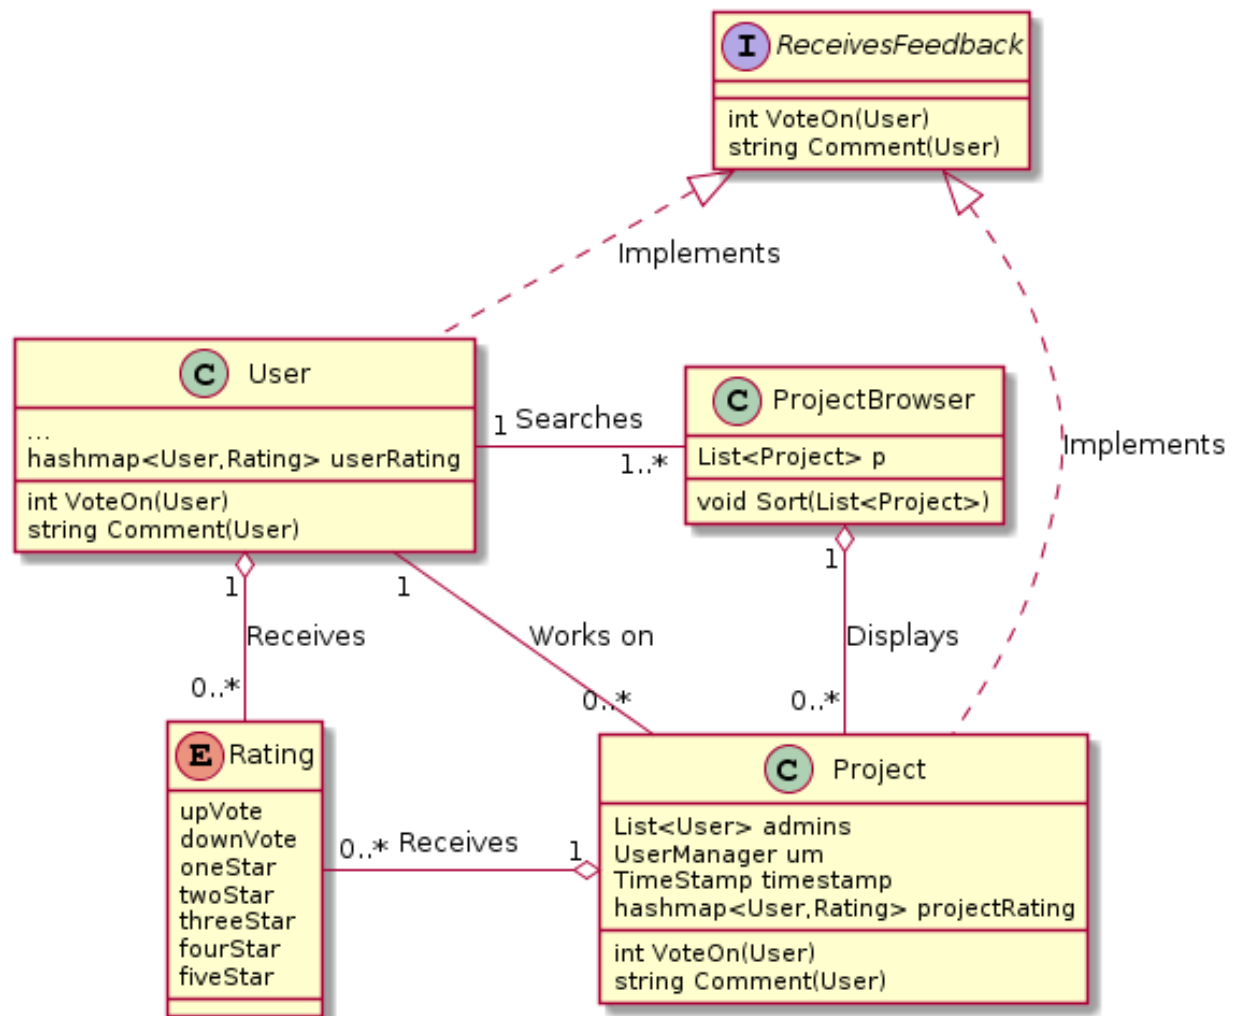 I ReceivesFeedback
int VoteOn(User)
string Comment(User)
Implements
Implements
C User
...
hashmap<User,Rating> userRating
int VoteOn(User)
string Comment(User)
1 Searches
1..*
C ProjectBrowser
List<Project> p
void Sort(List<Project>)
1
Receives
0..*
1
Works on
0..*
1
Displays
0..*
E Rating
upVote
downVote
oneStar
twoStar
threeStar
fourStar
fiveStar
0..* Receives 1
C Project
List<User> admins
UserManager um
TimeStamp timestamp
hashmap<User,Rating> projectRating
int VoteOn(User)
string Comment(User)